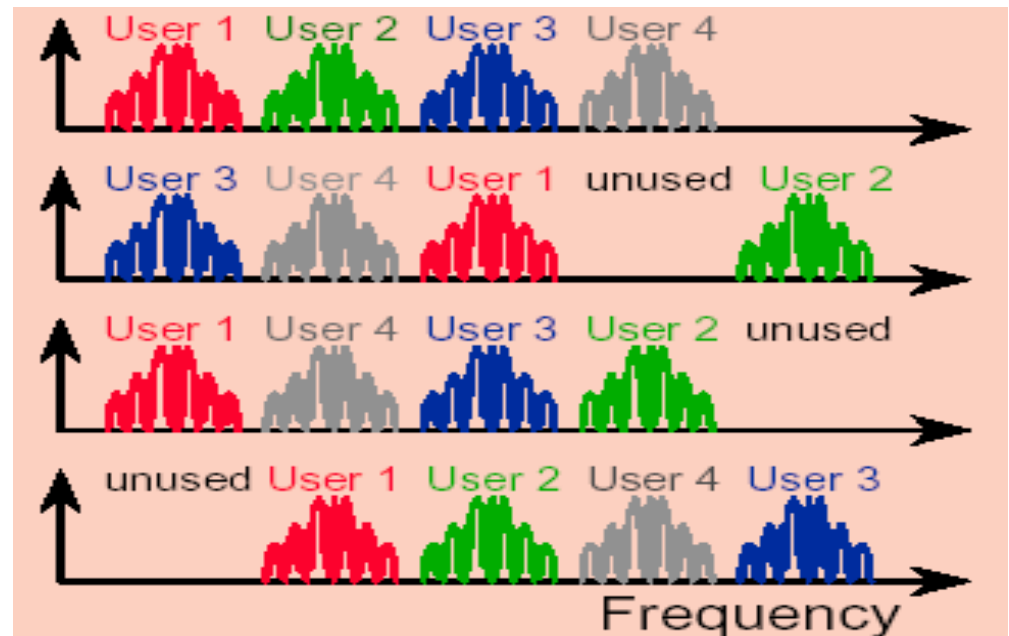 User 1 User 2 User 3 User 4
User 3 User 4 User 1 unused User 2
User 1 User 4 User 3 User 2 unused
unused User 1 User 2 User 4 User 3
Frequency